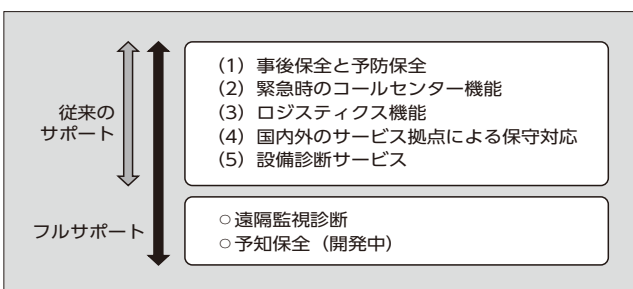 従来の
サポート
フルサポート
(1) 事後保全と予防保全
(2) 緊急時のコールセンター機能
(3) ロジスティクス機能
(4) 国内外のサービス拠点による保守対応
(5) 設備診断サービス
○遠隔監視診断
○予知保全（開発中）